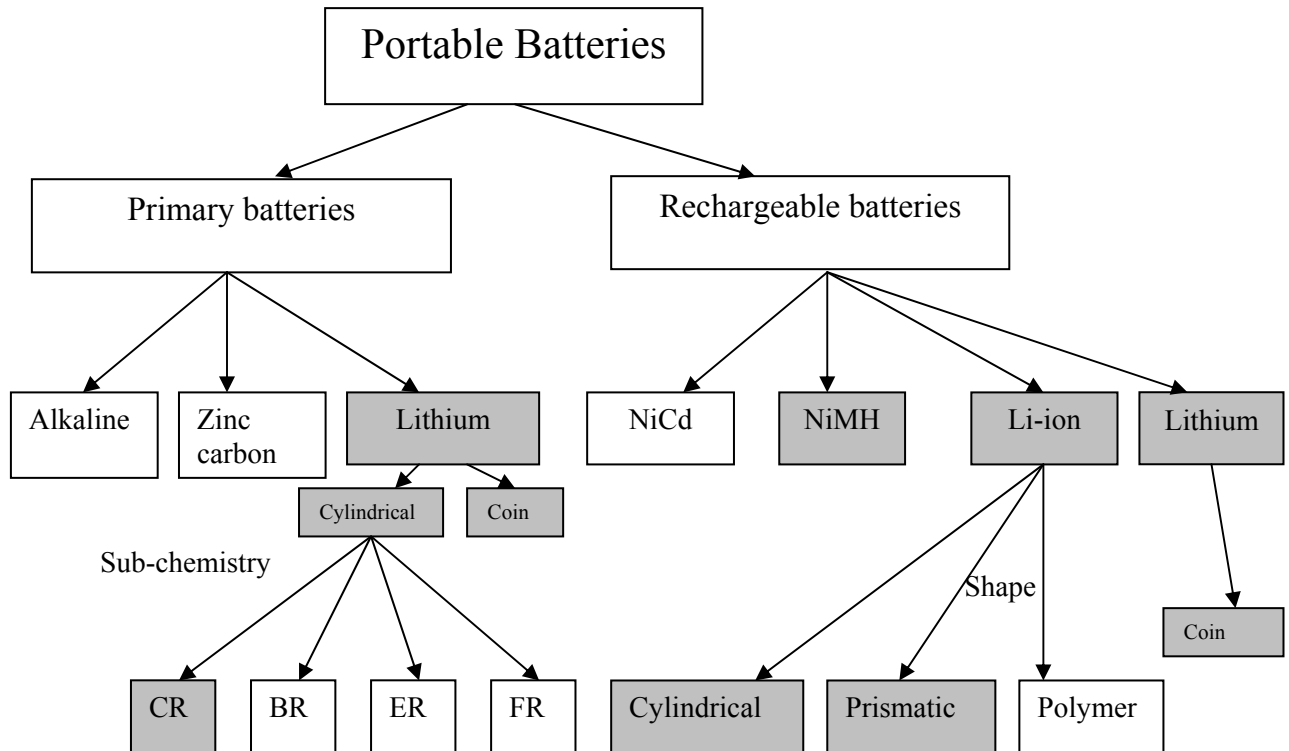 Portable Batteries
Primary batteries
Rechargeable batteries
Alkaline
Zinc
carbon
Lithium
NiCd
NiMH
Li-ion
Lithium
Cylindrical
Coin
Sub-chemistry
Shape
Coin
CR
BR
ER
FR
Cylindrical
Prismatic
Polymer